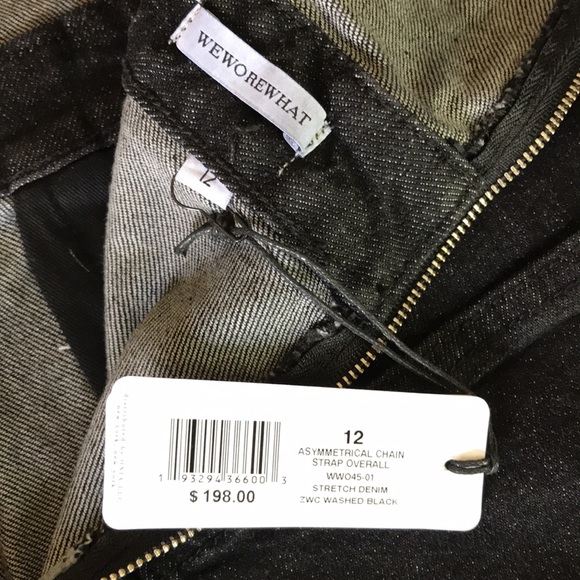 WEWOREWHAT
12
12
ASYMMETRICAL CHAIN
STRAP OVERALL
WWO45-01
STRETCH DENIM
ZWC WASHED BLACK
1 93294 36600 3
$ 198.00